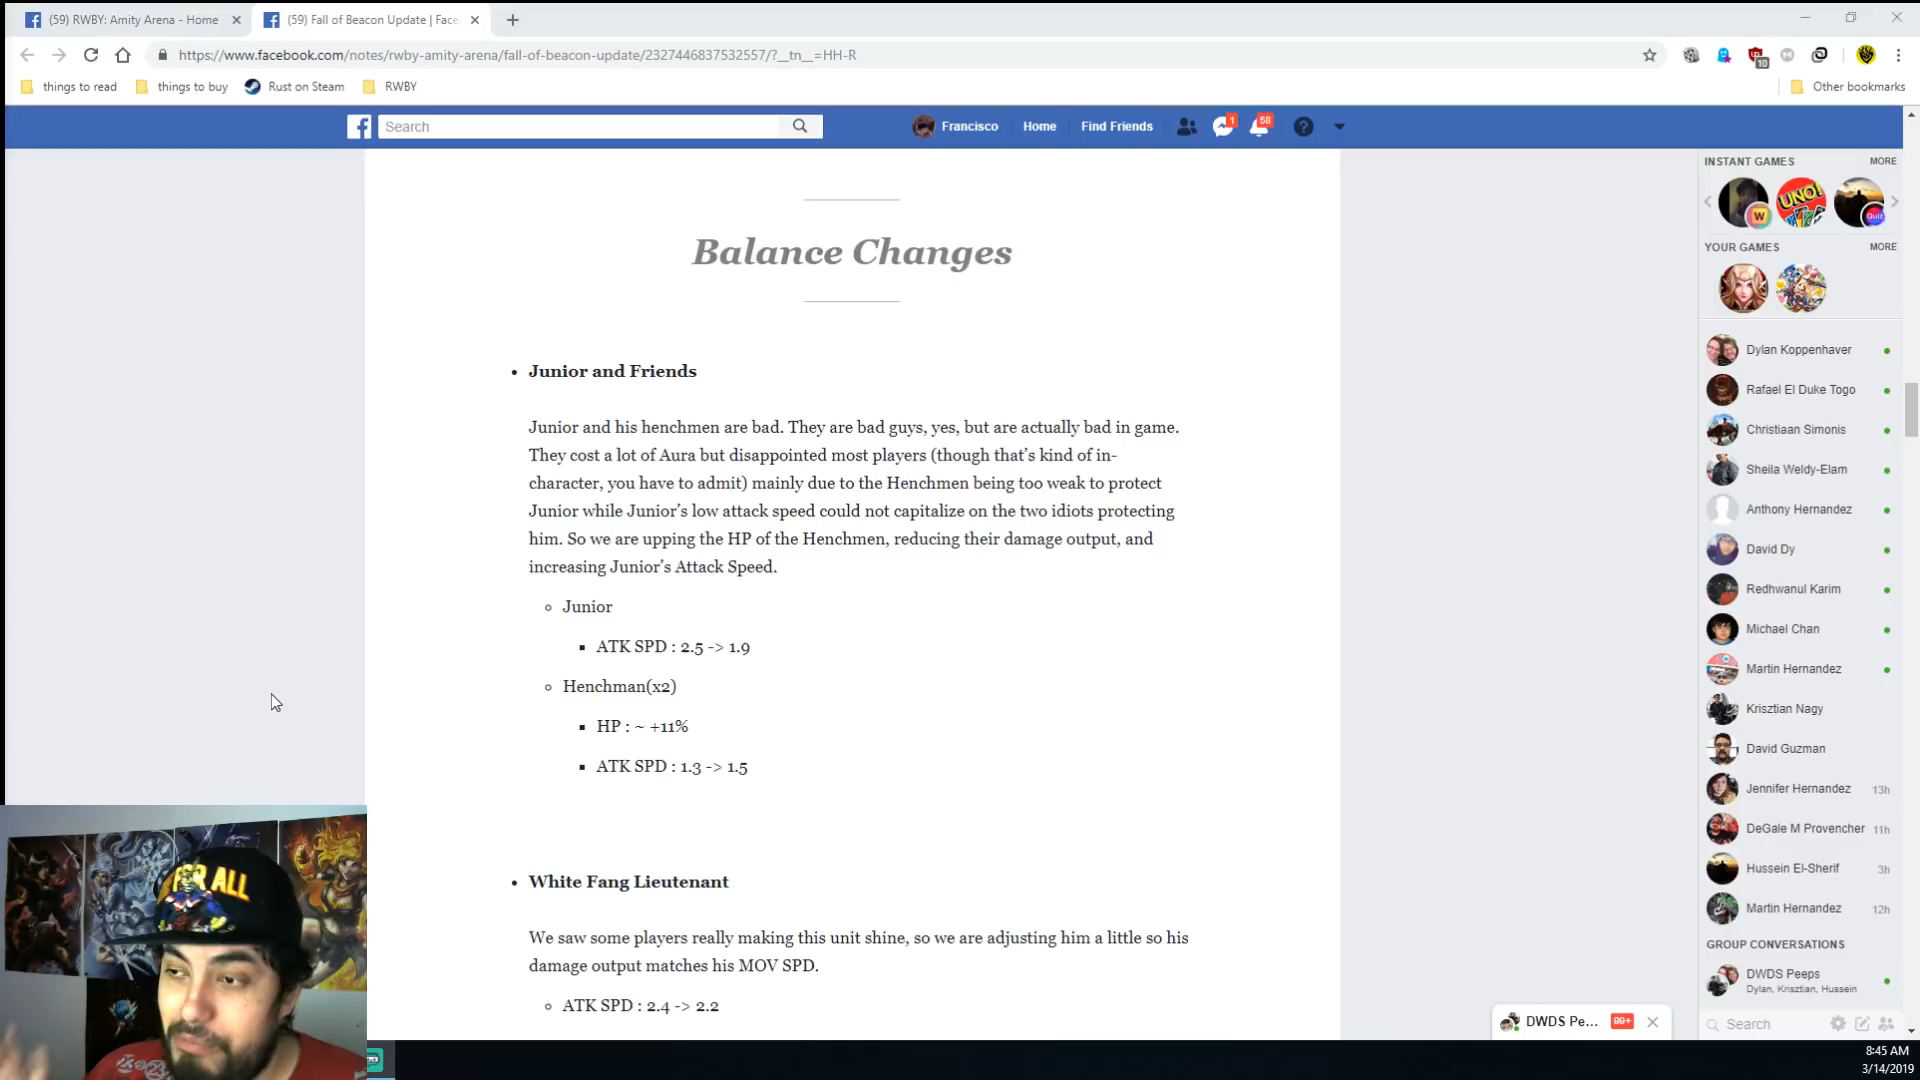 (59) RWBY: Amity Arena - Home
(59) Fall of Beacon Update | Face
https://www.facebook.com/notes/rwby-amity-arena/fall-of-beacon-update/2327446837532557/?__tn__=HH-R
10
things to read
things to buy
Rust on Steam
RWBY
Other bookmarks
Search
Francisco
Home
Find Friends
1
58
Balance Changes
• Junior and Friends
Junior and his henchmen are bad. They are bad guys, yes, but are actually bad in game.
They cost a lot of Aura but disappointed most players (though that’s kind of in-
character, you have to admit) mainly due to the Henchmen being too weak to protect
Junior while Junior’s low attack speed could not capitalize on the two idiots protecting
him. So we are upping the HP of the Henchmen, reducing their damage output, and
increasing Junior’s Attack Speed.
Junior
ATK SPD : 2.5 -> 1.9
Henchman(x2)
HP : ~ +11%
ATK SPD : 1.3 -> 1.5
• White Fang Lieutenant
We saw some players really making this unit shine, so we are adjusting him a little so his
damage output matches his MOV SPD.
ATK SPD : 2.4 -> 2.2
INSTANT GAMES
MORE
W
UNO!
Quiz
YOUR GAMES
MORE
Dylan Koppenhaver
Rafael El Duke Togo
Christiaan Simonis
Sheila Weldy-Elam
Anthony Hernandez
David Dy
Redhwanul Karim
Michael Chan
Martin Hernandez
Krisztian Nagy
David Guzman
Jennifer Hernandez 13h
DeGale M Provencher 11h
Hussein El-Sherif 3h
Martin Hernandez 12h
GROUP CONVERSATIONS
DWDS Peeps
Dylan, Krisztian, Hussein
Search
DWDS Pe... 99+
FOR ALL
8:45 AM
3/14/2019